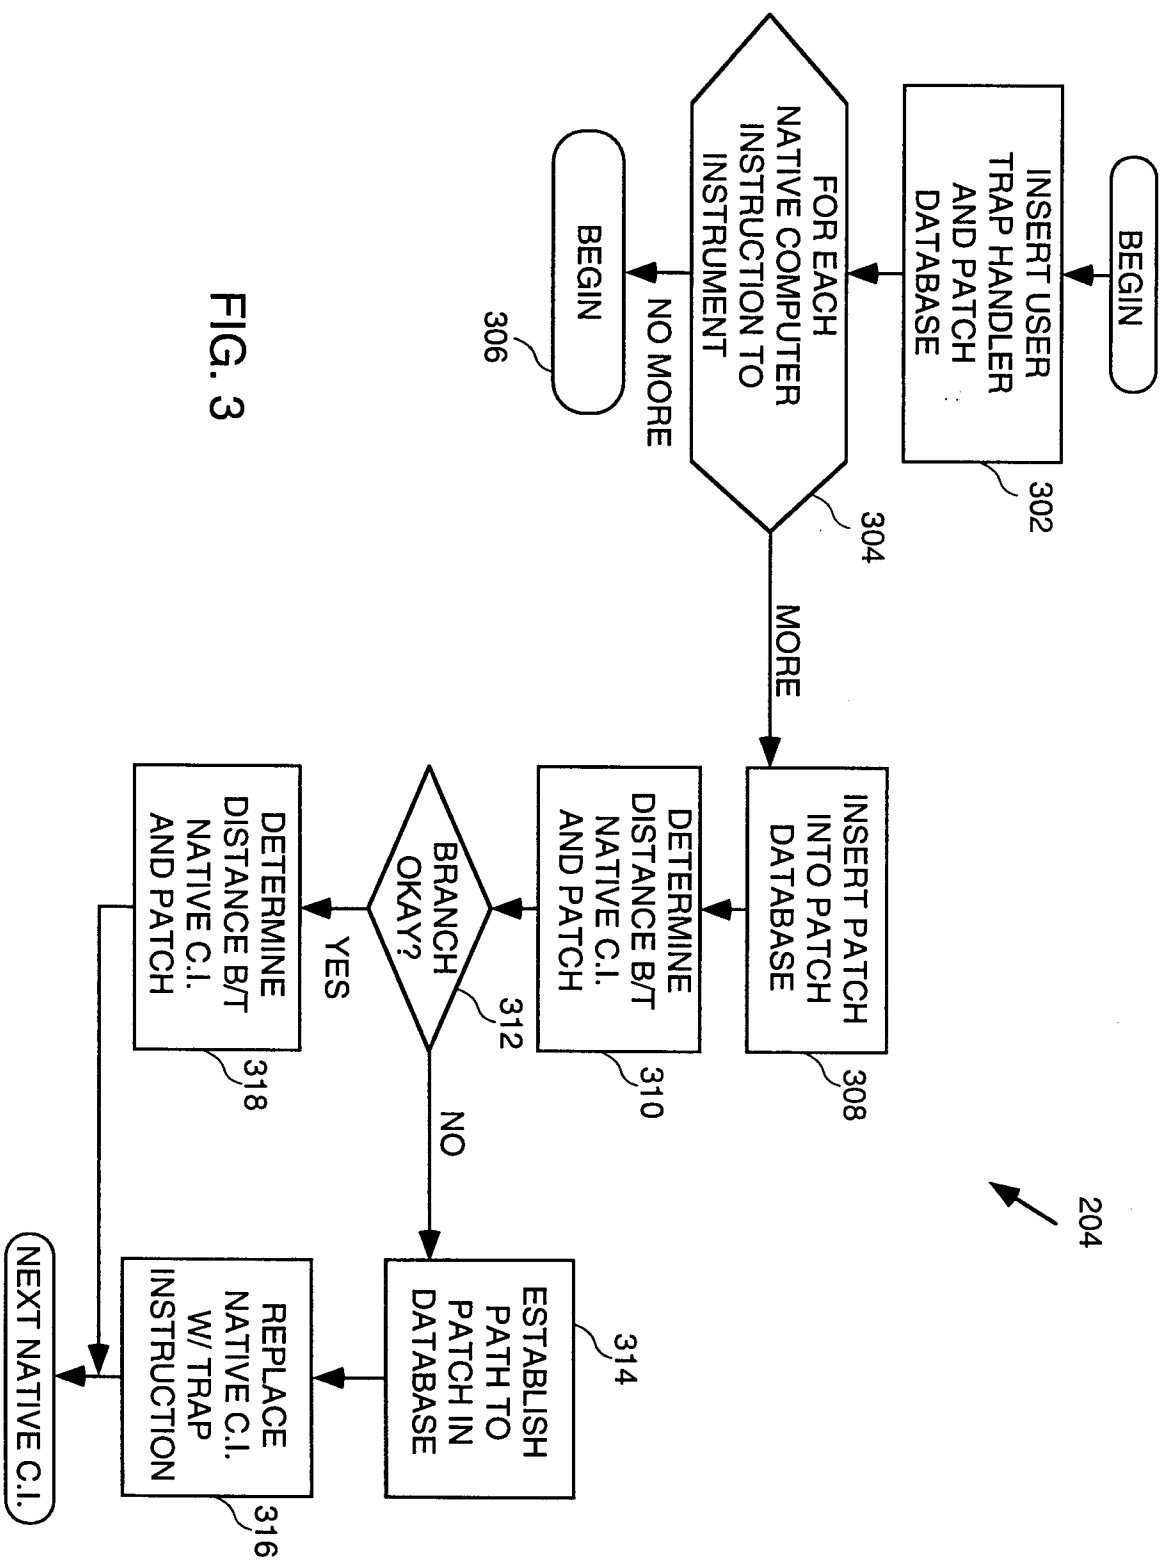 204
BEGIN
INSERT USER
TRAP HANDLER
AND PATCH
DATABASE
302
FOR EACH
NATIVE COMPUTER
INSTRUCTION TO
INSTRUMENT
304
MORE
NO MORE
BEGIN
306
INSERT PATCH
INTO PATCH
DATABASE
308
DETERMINE
DISTANCE B/T
NATIVE C.I.
AND PATCH
310
BRANCH
OKAY?
312
NO
YES
ESTABLISH
PATH TO
PATCH IN
DATABASE
314
DETERMINE
DISTANCE B/T
NATIVE C.I.
AND PATCH
318
REPLACE
NATIVE C.I.
W/ TRAP
INSTRUCTION
316
NEXT NATIVE C.I.
FIG. 3